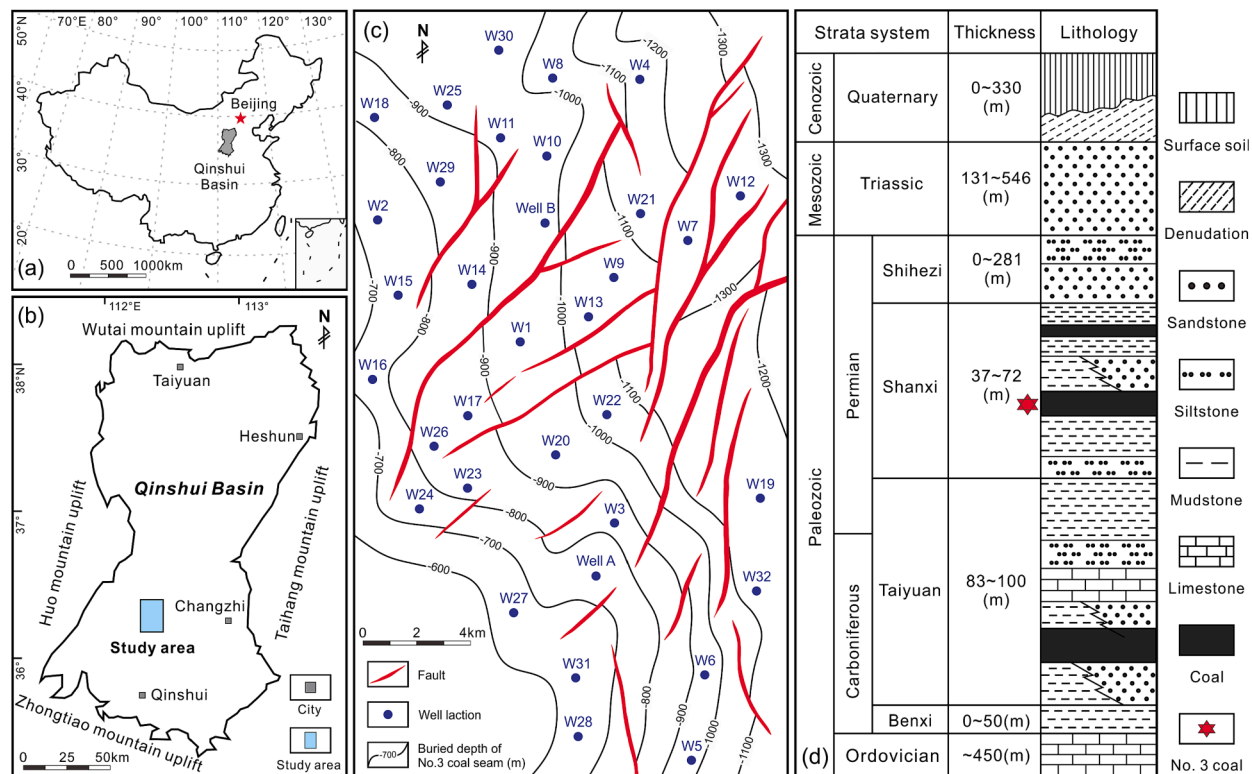 70°E
80°
90°
100°
110°
120°
130°
140°
50°N
40°
30°
20°
Beijing
Qinshui
Basin
(a)
0 500 1000km
112°E
113°
(b)
N
Wutai mountain uplift
Taiyuan
38°N
Heshun
Qinshui Basin
37°
Huo mountain uplift
Taihang mountain uplift
Changzhi
Study area
36°N
Qinshui
Zhongtiao mountain uplift
City
Study area
0 25 50km
(c)
N
W30
W8
W4
W25
W18
W11
W10
W29
W12
W2
Well B
W21
W7
W9
W15
W14
W13
W1
W16
W17
W22
W26
W20
W23
W24
W19
W3
Well A
W32
W27
W31
W6
W28
W5
-1300
-1200
-1100
-1000
-900
-800
-1300
-1300
-1100
-900
-700
-800
-1000
-1300
-900
-1200
-1100
-1000
-700
-900
-800
-700
-600
-800
-900
-1000
-1100
0 2 4km
Fault
Well laction
-700
Buried depth of
No.3 coal seam (m)
Strata system
Thickness
Lithology
Cenozoic
Quaternary
0~330
(m)
Mesozoic
Triassic
131~546
(m)
Paleozoic
Permian
Shihezi
0~281
(m)
Shanxi
37~72
(m)
Carboniferous
Taiyuan
83~100
(m)
Benxi
0~50(m)
(d)
Ordovician
~450(m)
Surface soil
Denudation
Sandstone
Siltstone
Mudstone
Limestone
Coal
No. 3 coal